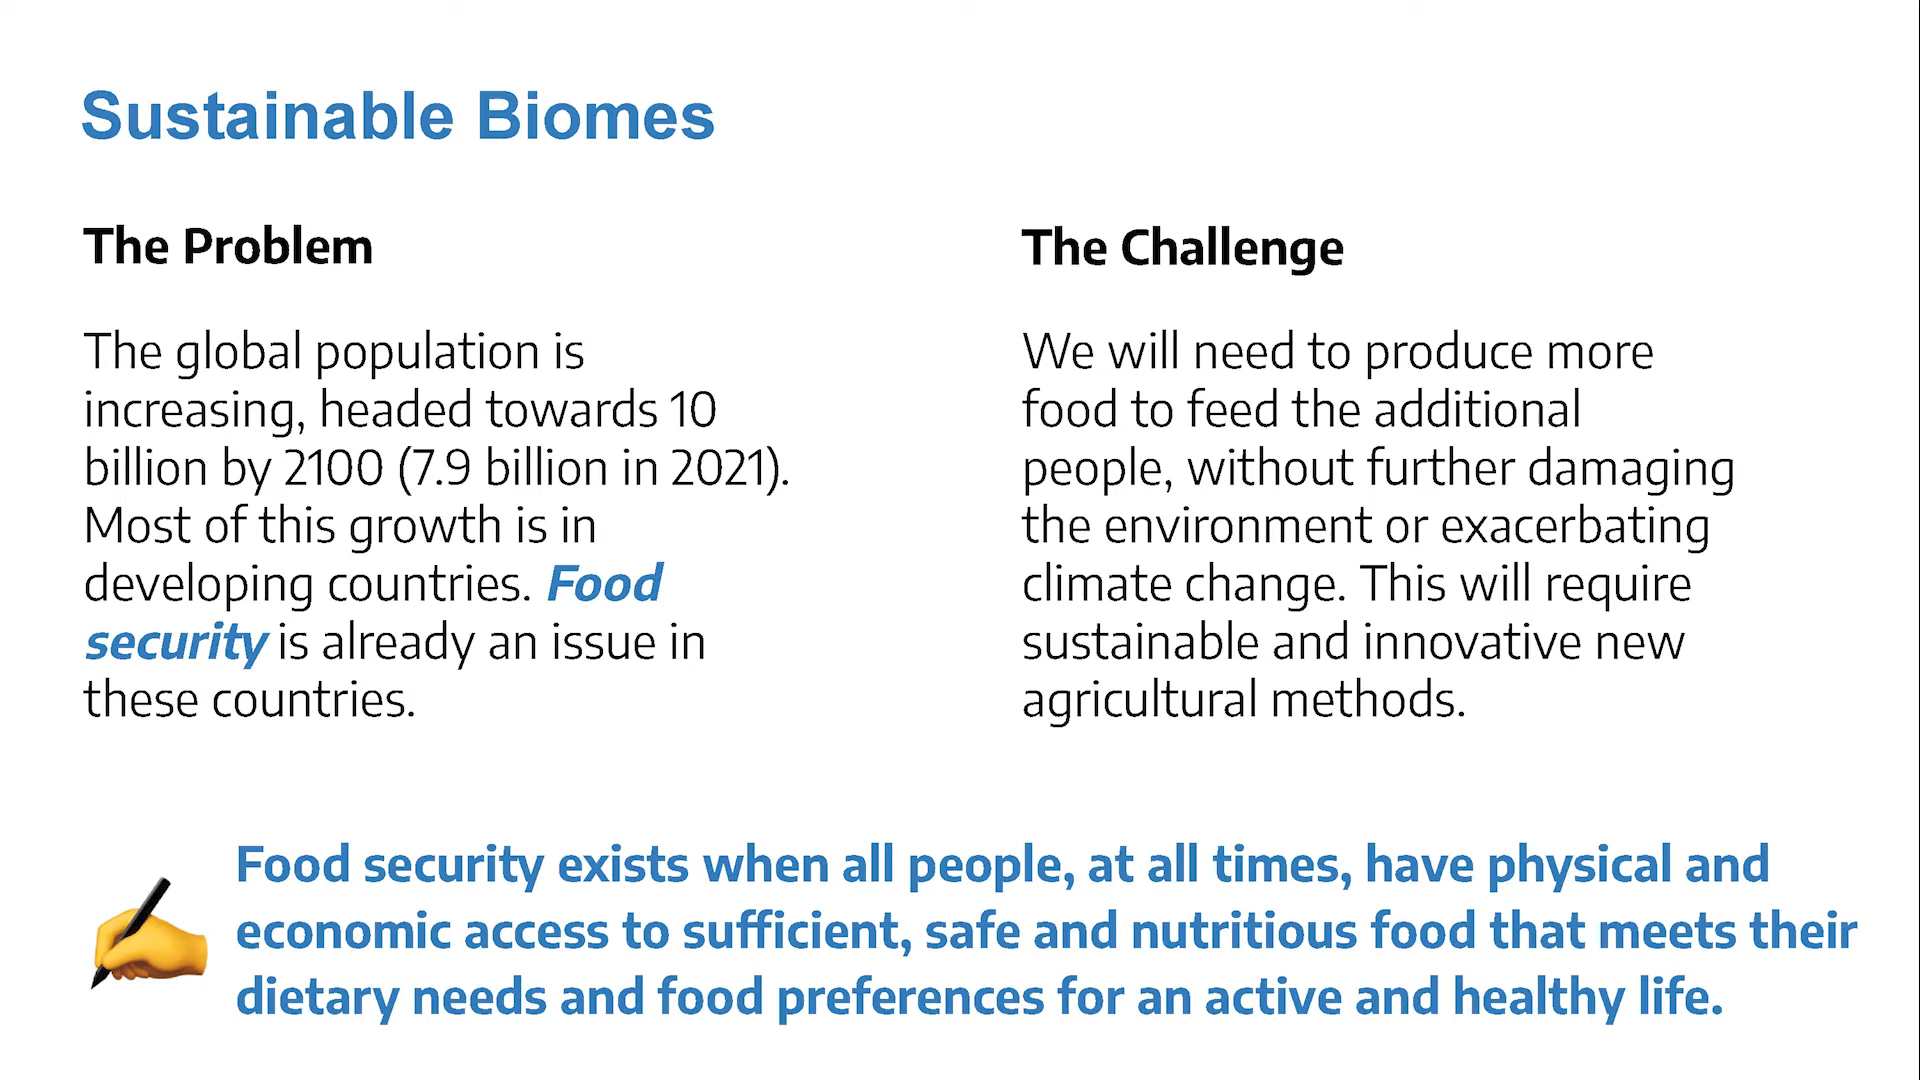 Sustainable Biomes
The Problem
The global population is
increasing, headed towards 10
billion by 2100 (7.9 billion in 2021).
Most of this growth is in
developing countries. Food
security is already an issue in
these countries.
The Challenge
We will need to produce more
food to feed the additional
people, without further damaging
the environment or exacerbating
climate change. This will require
sustainable and innovative new
agricultural methods.
Food security exists when all people, at all times, have physical and
economic access to sufficient, safe and nutritious food that meets their
dietary needs and food preferences for an active and healthy life.